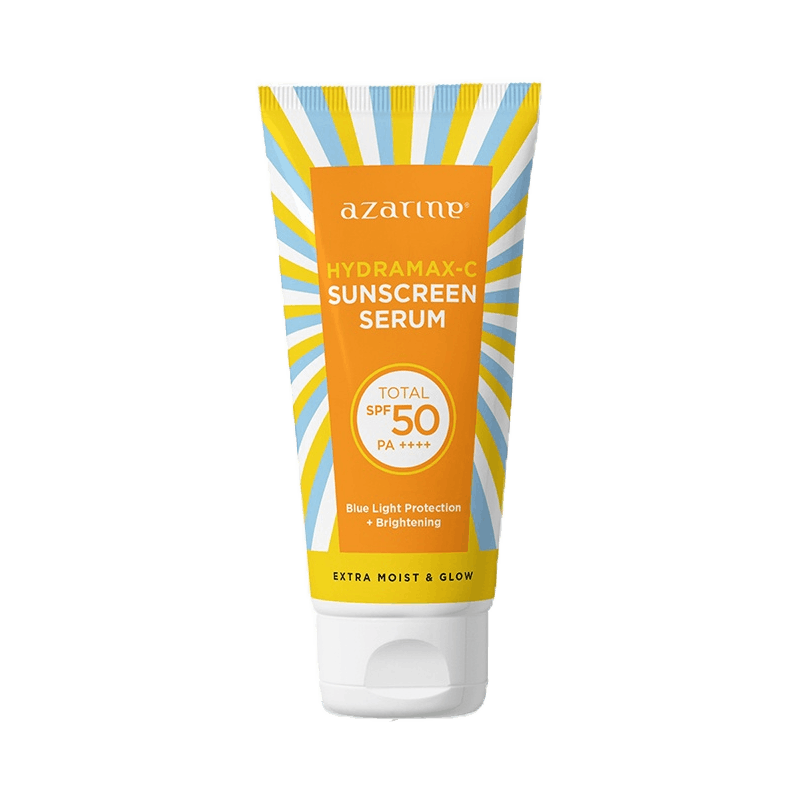 azarine®
HYDRAMAX-C
SUNSCREEN
SERUM
TOTAL
SPF 50
PA ++++
Blue Light Protection
+ Brightening
EXTRA MOIST & GLOW